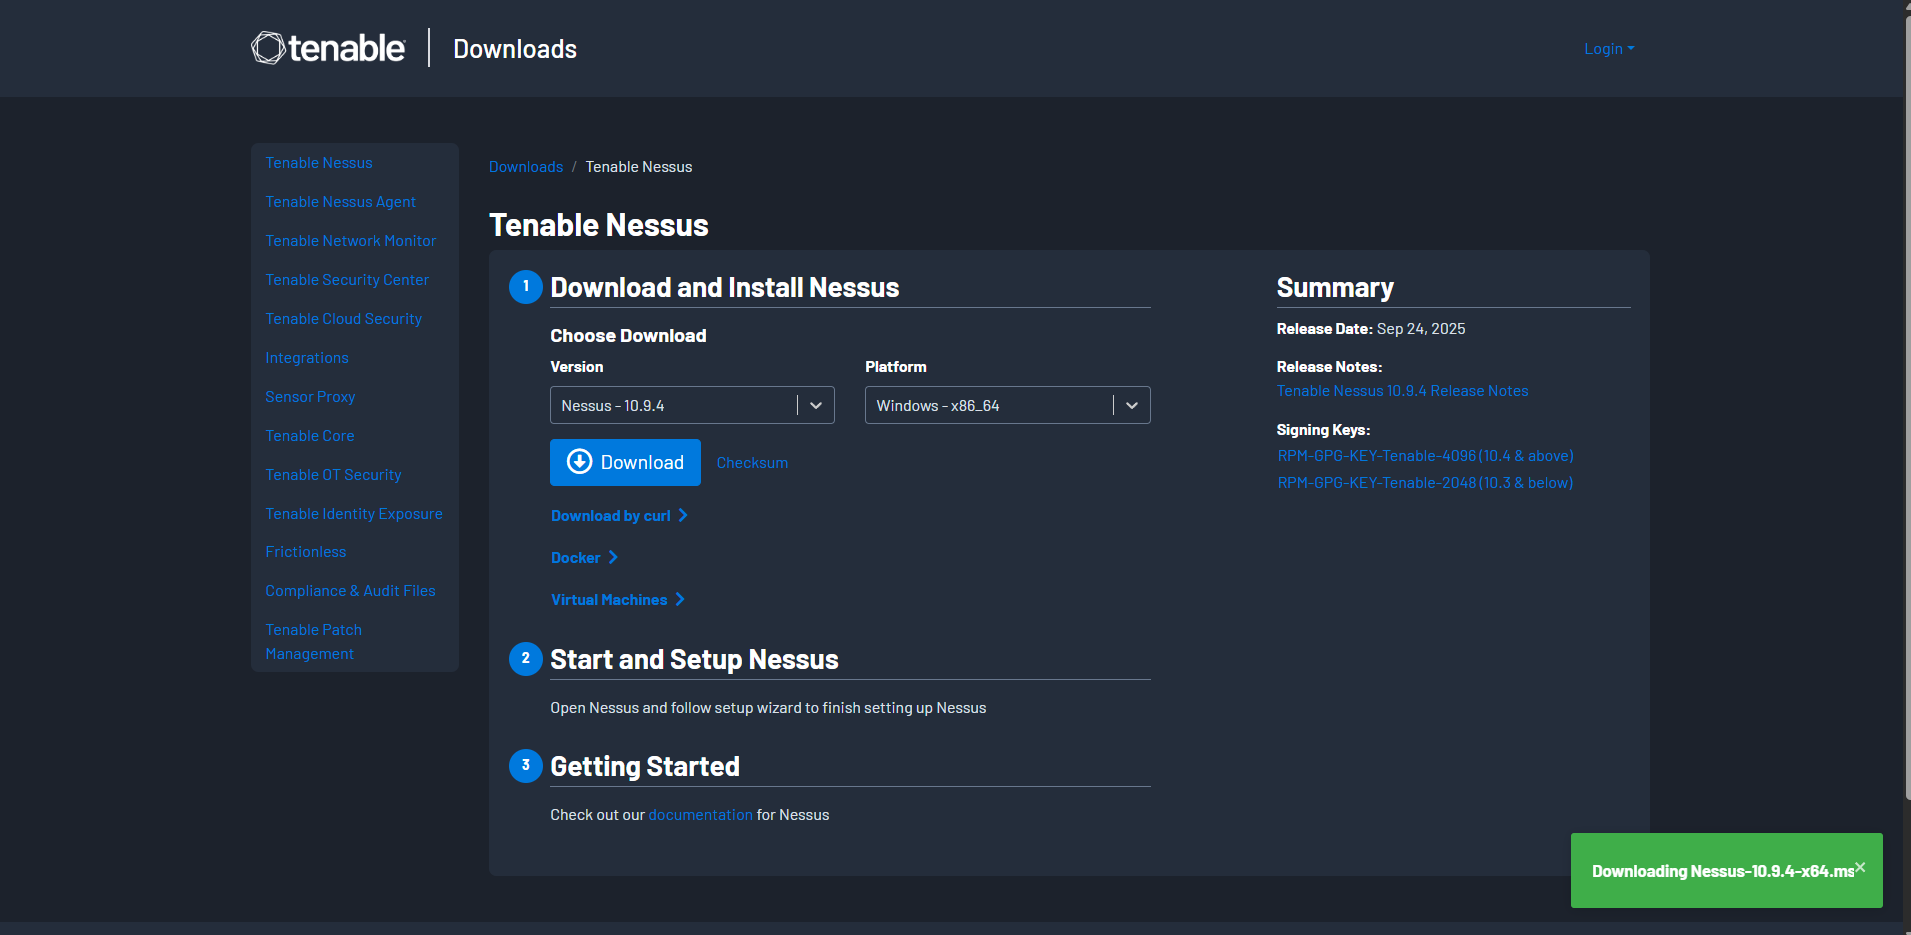 tenable
Downloads
Login
Tenable Nessus
Tenable Nessus Agent
Tenable Network Monitor
Tenable Security Center
Tenable Cloud Security
Integrations
Sensor Proxy
Tenable Core
Tenable OT Security
Tenable Identity Exposure
Frictionless
Compliance & Audit Files
Tenable Patch
Management
Downloads / Tenable Nessus
Tenable Nessus
1 Download and Install Nessus
Choose Download
Version
Platform
Nessus - 10.9.4
Windows - x86_64
Download
Checksum
Download by curl
Docker
Virtual Machines
2 Start and Setup Nessus
Open Nessus and follow setup wizard to finish setting up Nessus
3 Getting Started
Check out our documentation for Nessus
Summary
Release Date: Sep 24, 2025
Release Notes:
Tenable Nessus 10.9.4 Release Notes
Signing Keys:
RPM-GPG-KEY-Tenable-4096 (10.4 & above)
RPM-GPG-KEY-Tenable-2048 (10.3 & below)
Downloading Nessus-10.9.4-x64.ms